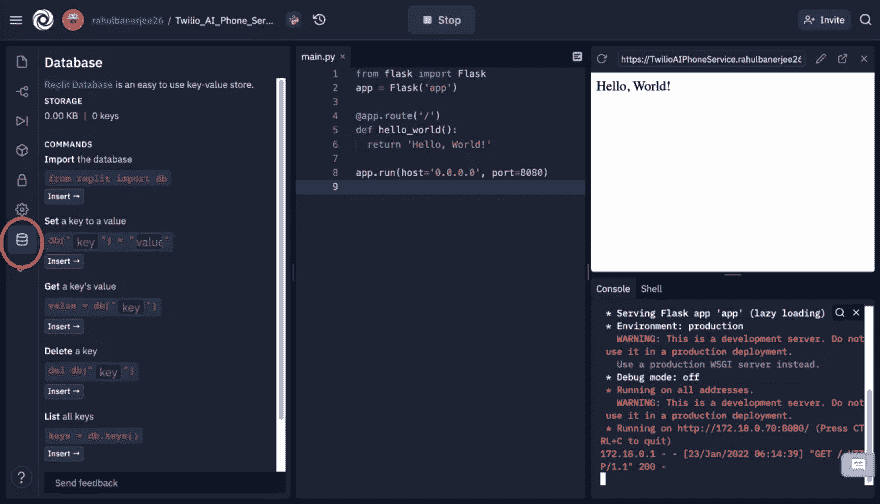 rahulbanerjee26 / Twilio_AI_Phone_Ser...
Stop
Invite
Database
Replit Database is an easy to use key-value store.
STORAGE
0.00 KB | 0 keys
COMMANDS
Import the database
from replit import db
Insert →
Set a key to a value
db["key"] = "value"
Insert →
Get a key's value
value = db["key"]
Insert →
Delete a key
del db["key"]
Insert →
List all keys
keys = db.keys()
Insert →
Send feedback
?
main.py ×
1 from flask import Flask
2 app = Flask('app')
3
4 @app.route('/')
5 def hello_world():
6 return 'Hello, World!'
7
8 app.run(host='0.0.0.0', port=8080)
9
https://TwilioAIPhoneService.rahulbanerjee26
Hello, World!
Console Shell
* Serving Flask app 'app' (lazy loading)
* Environment: production
WARNING: This is a development server. Do not
use it in a production deployment.
Use a production WSGI server instead.
* Debug mode: off
* Running on all addresses.
WARNING: This is a development server. Do not
use it in a production deployment.
* Running on http://172.18.0.70:8080/ (Press CT
RL+C to quit)
172.18.0.1 - - [23/Jan/2022 06:14:39] "GET / HTT
P/1.1" 200 -